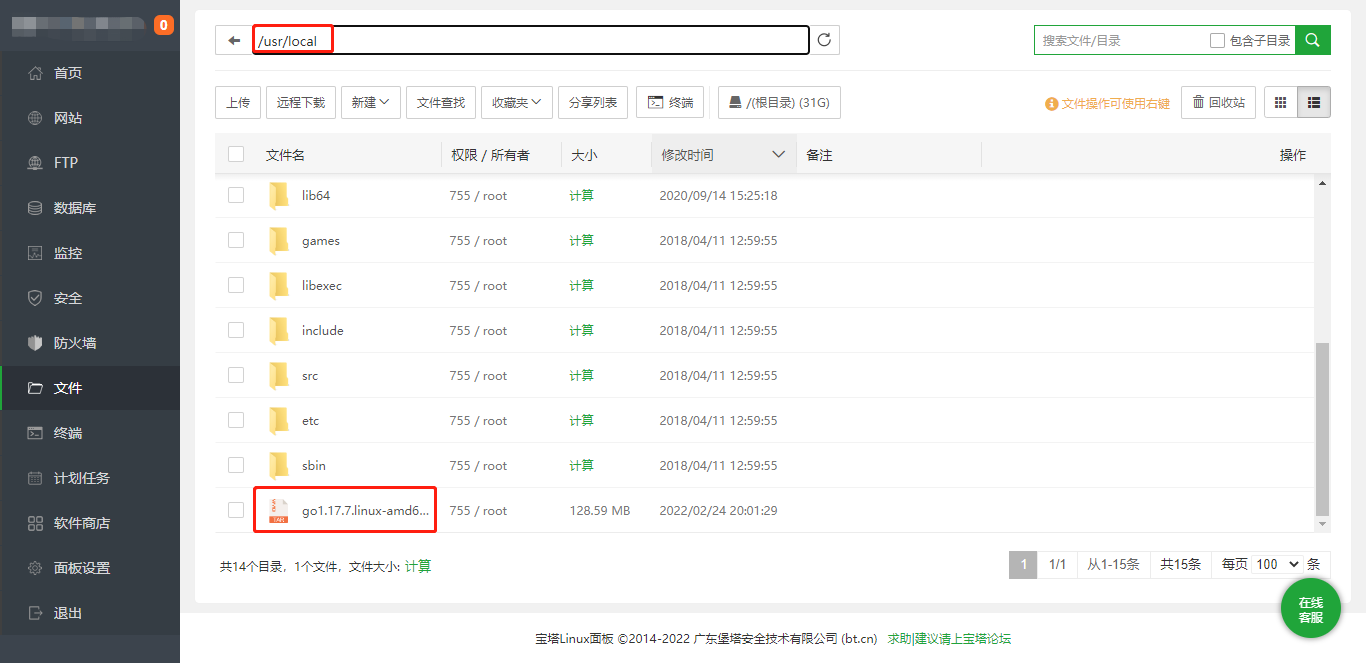 0
首页
网站
FTP
数据库
监控
安全
防火墙
文件
终端
计划任务
软件商店
面板设置
退出
/usr/local
搜索文件/目录 包含子目录
上传 远程下载 新建 文件查找 收藏夹 分享列表 终端 /(根目录) (31G) 文件操作可使用右键 回收站
文件名 权限 / 所有者 大小 修改时间 备注 操作
lib64 755 / root 计算 2020/09/14 15:25:18
games 755 / root 计算 2018/04/11 12:59:55
libexec 755 / root 计算 2018/04/11 12:59:55
include 755 / root 计算 2018/04/11 12:59:55
src 755 / root 计算 2018/04/11 12:59:55
etc 755 / root 计算 2018/04/11 12:59:55
sbin 755 / root 计算 2018/04/11 12:59:55
go1.17.7.linux-amd6... 755 / root 128.59 MB 2022/02/24 20:01:29
共14个目录，1个文件，文件大小: 计算
1 1/1 从1-15条 共15条 每页 100 条
在线
客服
宝塔Linux面板 ©2014-2022 广东堡塔安全技术有限公司 (bt.cn) 求助|建议请上宝塔论坛